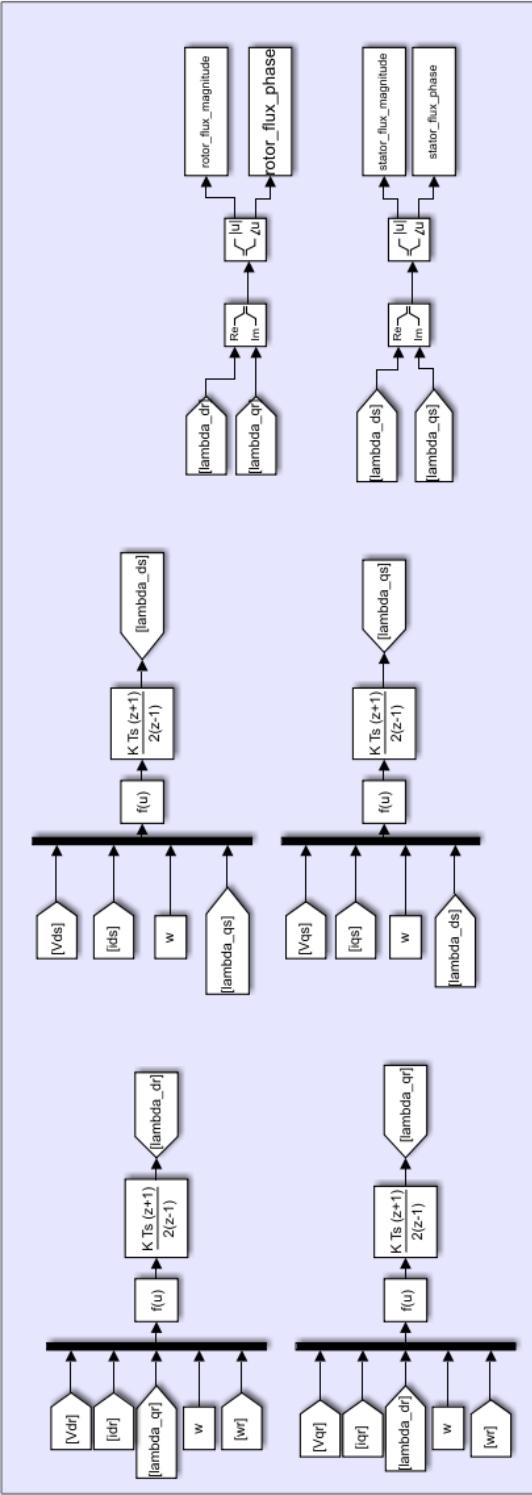 [Vdr]
[idr]
[lambda_qr]
w
[wr]
f(u)
K Ts (z+1)
2(z-1)
[lambda_dr]
[Vds]
[ids]
w
[lambda_qs]
f(u)
K Ts (z+1)
2(z-1)
[lambda_ds]
[lambda_dr]
[lambda_qr]
Re
Im
|u|
∠u
rotor_flux_magnitude
rotor_flux_phase
[Vqr]
[iqr]
[lambda_dr]
w
[wr]
f(u)
K Ts (z+1)
2(z-1)
[lambda_qr]
[Vqs]
[iqs]
w
[lambda_ds]
f(u)
K Ts (z+1)
2(z-1)
[lambda_qs]
[lambda_ds]
[lambda_qs]
Re
Im
|u|
∠u
stator_flux_magnitude
stator_flux_phase